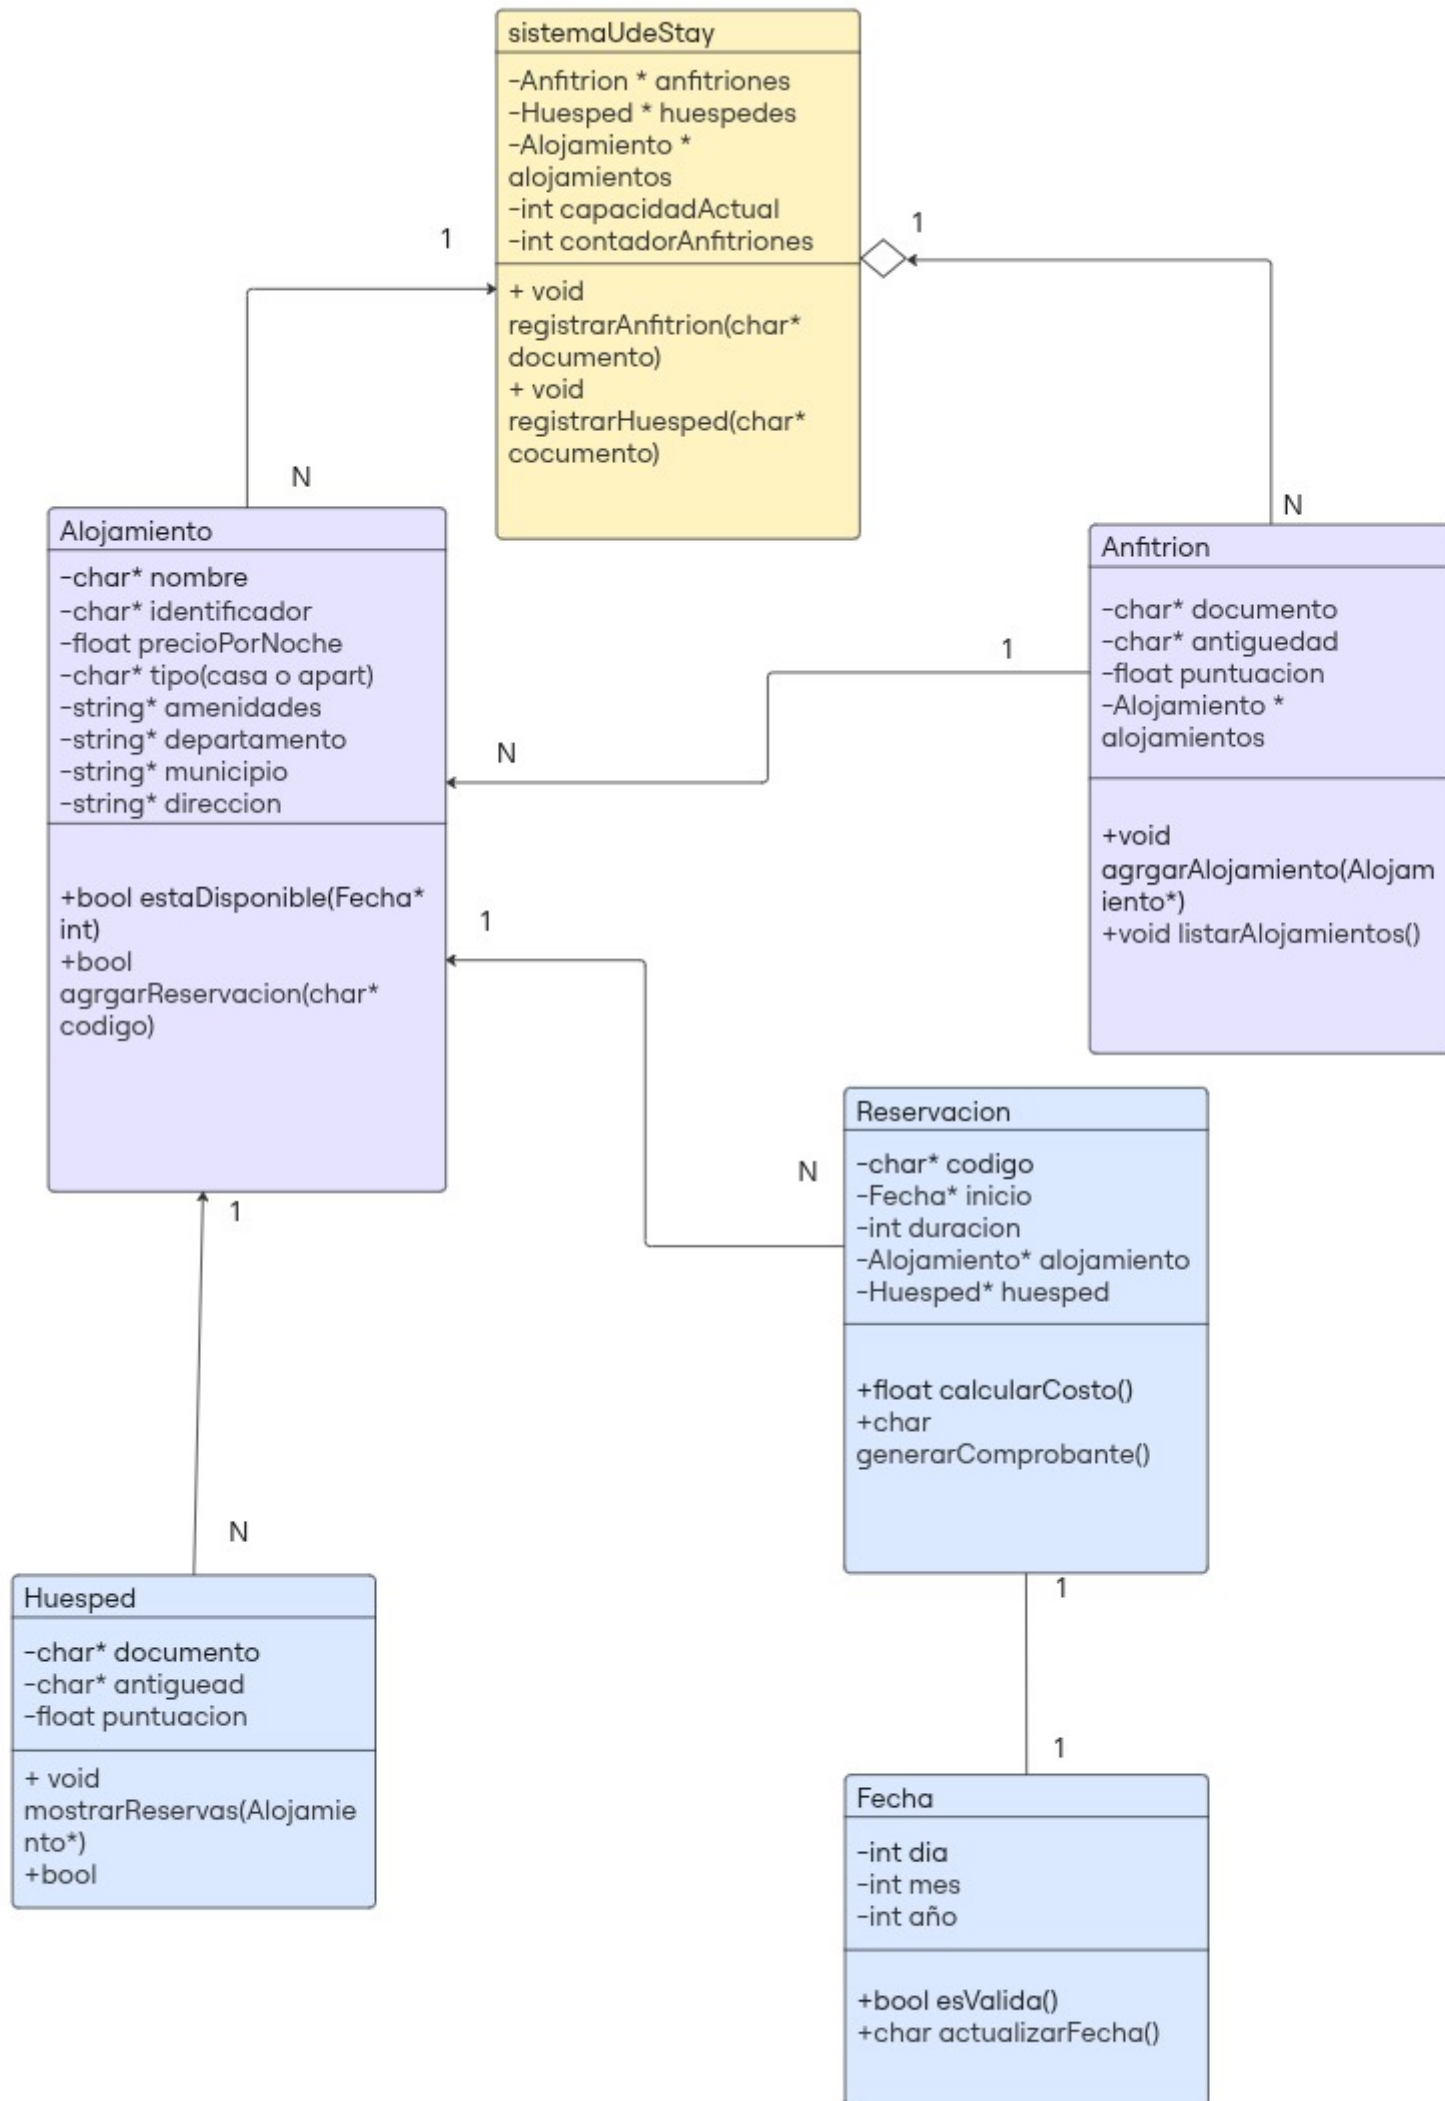 sistemaUdeStay
-Anfitrion * anfitriones
-Huesped * huespedes
-Alojamiento *
alojamientos
-int capacidadActual
-int contadorAnfitriones
+ void
registrarAnfitrion(char*
documento)
+ void
registrarHuesped(char*
cocumento)
1
1
N
N
Alojamiento
-char* nombre
-char* identificador
-float precioPorNoche
-char* tipo(casa o apart)
-string* amenidades
-string* departamento
-string* municipio
-string* direccion
+bool estaDisponible(Fecha*
int)
+bool
agrgarReservacion(char*
codigo)
Anfitrion
-char* documento
-char* antiguedad
-float puntuacion
-Alojamiento *
alojamientos
+void
agrgarAlojamiento(Alojam
iento*)
+void listarAlojamientos()
1
N
1
N
Reservacion
-char* codigo
-Fecha* inicio
-int duracion
-Alojamiento* alojamiento
-Huesped* huesped
+float calcularCosto()
+char
generarComprobante()
1
N
Huesped
-char* documento
-char* antiguead
-float puntuacion
+ void
mostrarReservas(Alojamie
nto*)
+bool
1
1
Fecha
-int dia
-int mes
-int año
+bool esValida()
+char actualizarFecha()